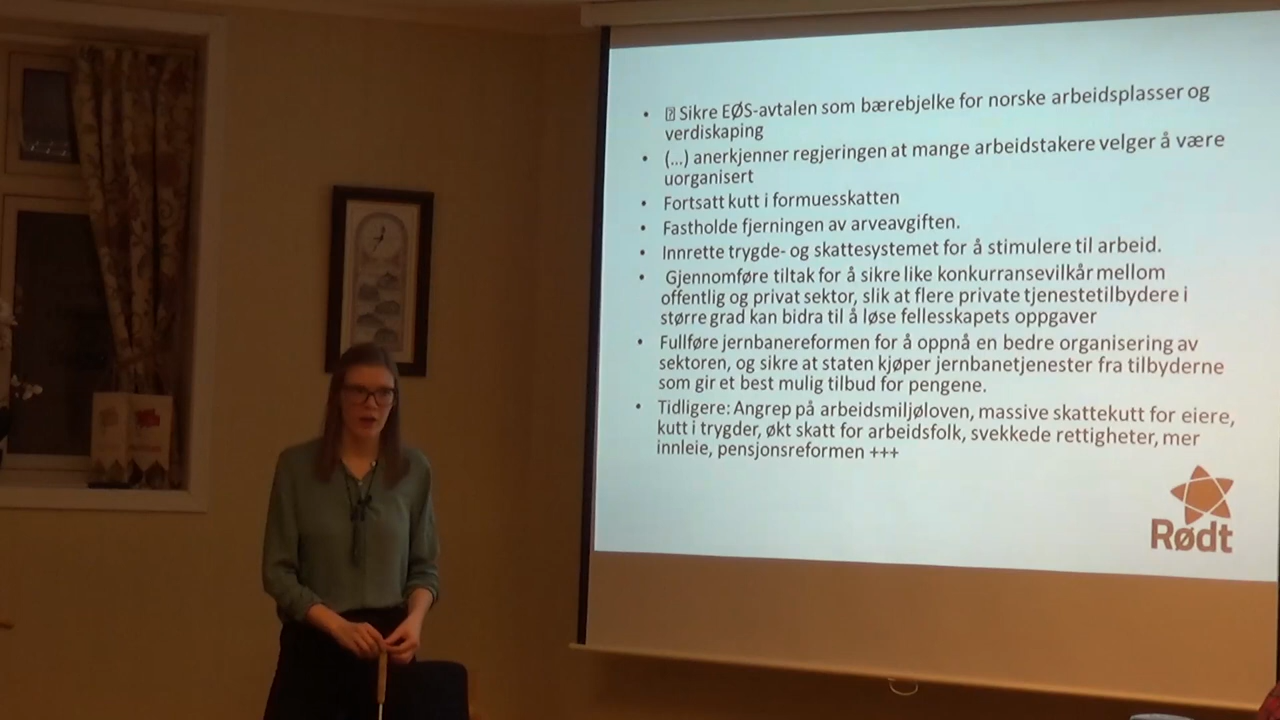 • ⍰ Sikre EØS-avtalen som bærebjelke for norske arbeidsplasser og
verdiskaping
• (...) anerkjenner regjeringen at mange arbeidstakere velger å være
uorganisert
• Fortsatt kutt i formuesskatten
• Fastholde fjerningen av arveavgiften.
• Innrette trygde- og skattesystemet for å stimulere til arbeid.
• Gjennomføre tiltak for å sikre like konkurransevilkår mellom
offentlig og privat sektor, slik at flere private tjenestetilbydere i
større grad kan bidra til å løse fellesskapets oppgaver
• Fullføre jernbanereformen for å oppnå en bedre organisering av
sektoren, og sikre at staten kjøper jernbanetjenester fra tilbyderne
som gir et best mulig tilbud for pengene.
• Tidligere: Angrep på arbeidsmiljøloven, massive skattekutt for eiere,
kutt i trygder, økt skatt for arbeidsfolk, svekkede rettigheter, mer
innleie, pensjonsreformen +++
Rødt